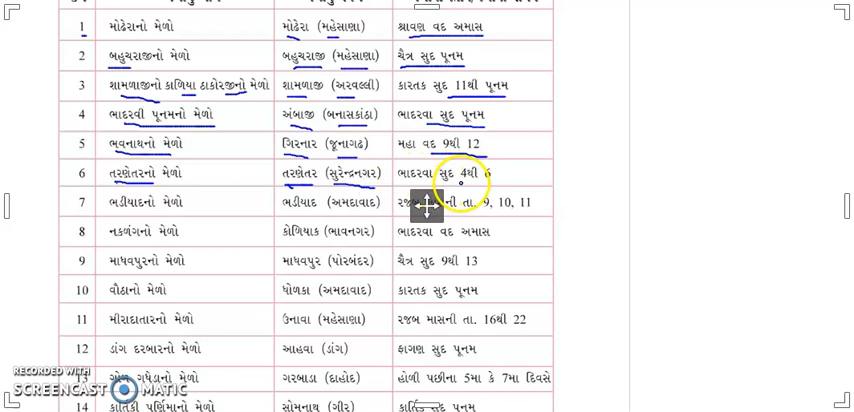 1 મોઢેરાનો મેળો મોઢેરા (મહેસાણા) શ્રાવણ વદ અમાસ
2 બહુચરાજીનો મેળો બહુચરાજી (મહેસાણા) ચૈત્ર સુદ પૂનમ
3 શામળાજીનો કાળિયા ઠાકોરજીનો મેળો શામળાજી (અરવલ્લી) કારતક સુદ 11થી પૂનમ
4 ભાદરવી પૂનમનો મેળો અંબાજી (બનાસકાંઠા) ભાદરવા સુદ પૂનમ
5 ભવનાથનો મેળો ગિરનાર (જૂનાગઢ) મહા વદ 9થી 12
6 તરણેતરનો મેળો તરણેતર (સુરેન્દ્રનગર) ભાદરવા સુદ 4થી 6
7 ભડીયાદનો મેળો ભડીયાદ (અમદાવાદ) તા. 9, 10, 11
8 નકળંગનો મેળો કોળિયાક (ભાવનગર) ભાદરવા વદ અમાસ
9 માધવપુરનો મેળો માધવપુર (પોરબંદર) ચૈત્ર સુદ 9થી 13
10 વૌઠાનો મેળો ધોળકા (અમદાવાદ) કારતક સુદ પૂનમ
11 મીરાદાતારનો મેળો ઉનાવા (મહેસાણા) રજબ માસની તા. 16થી 22
12 ડાંગ દરબારનો મેળો આહવા (ડાંગ) ફાગણ સુદ પૂનમ
13 ગોળ ગધેડાનો મેળો ગરબાડા (દાહોદ) હોળી પછીના 5મા કે 7મા દિવસે
14 કાર્તિકી પૂર્ણિમાનો મેળો સોમનાથ (ગીર) કાર્તિક સુદ પૂનમ
RECORDED WITH
SCREENCAST MATIC